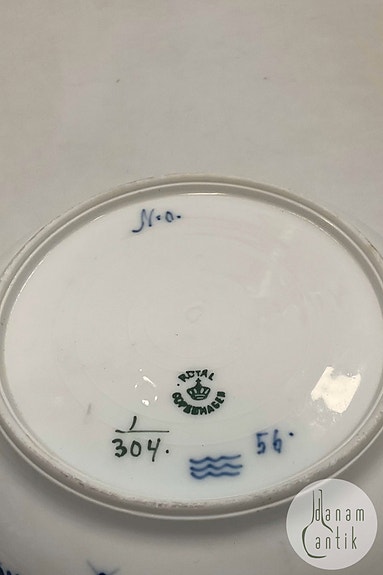 N.o.
ROYAL
COPENHAGEN
1
304.
56.
danam
antik